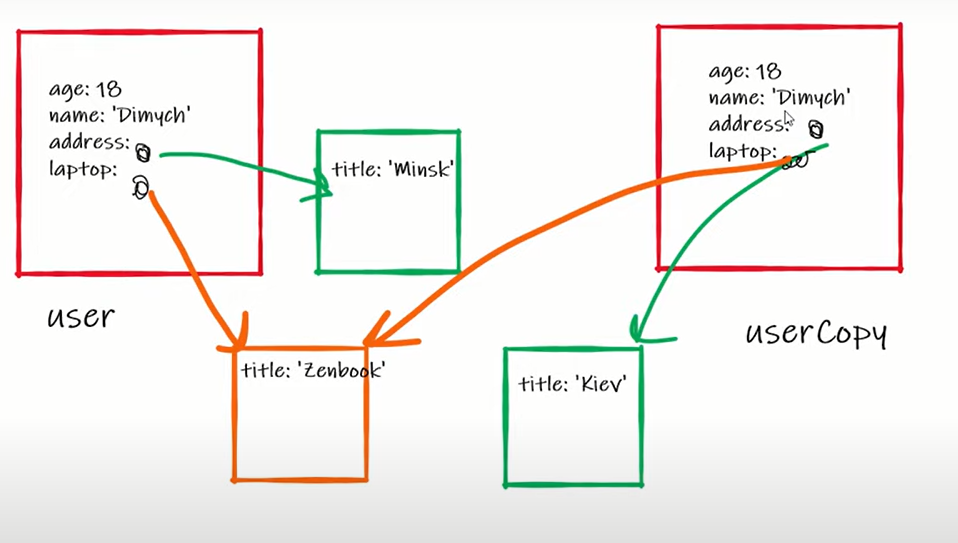 age: 18
name: 'Dimych'
address:
laptop:
user
title: 'Minsk'
age: 18
name: 'Dimych'
address:
laptop:
userCopy
title: 'Zenbook'
title: 'Kiev'